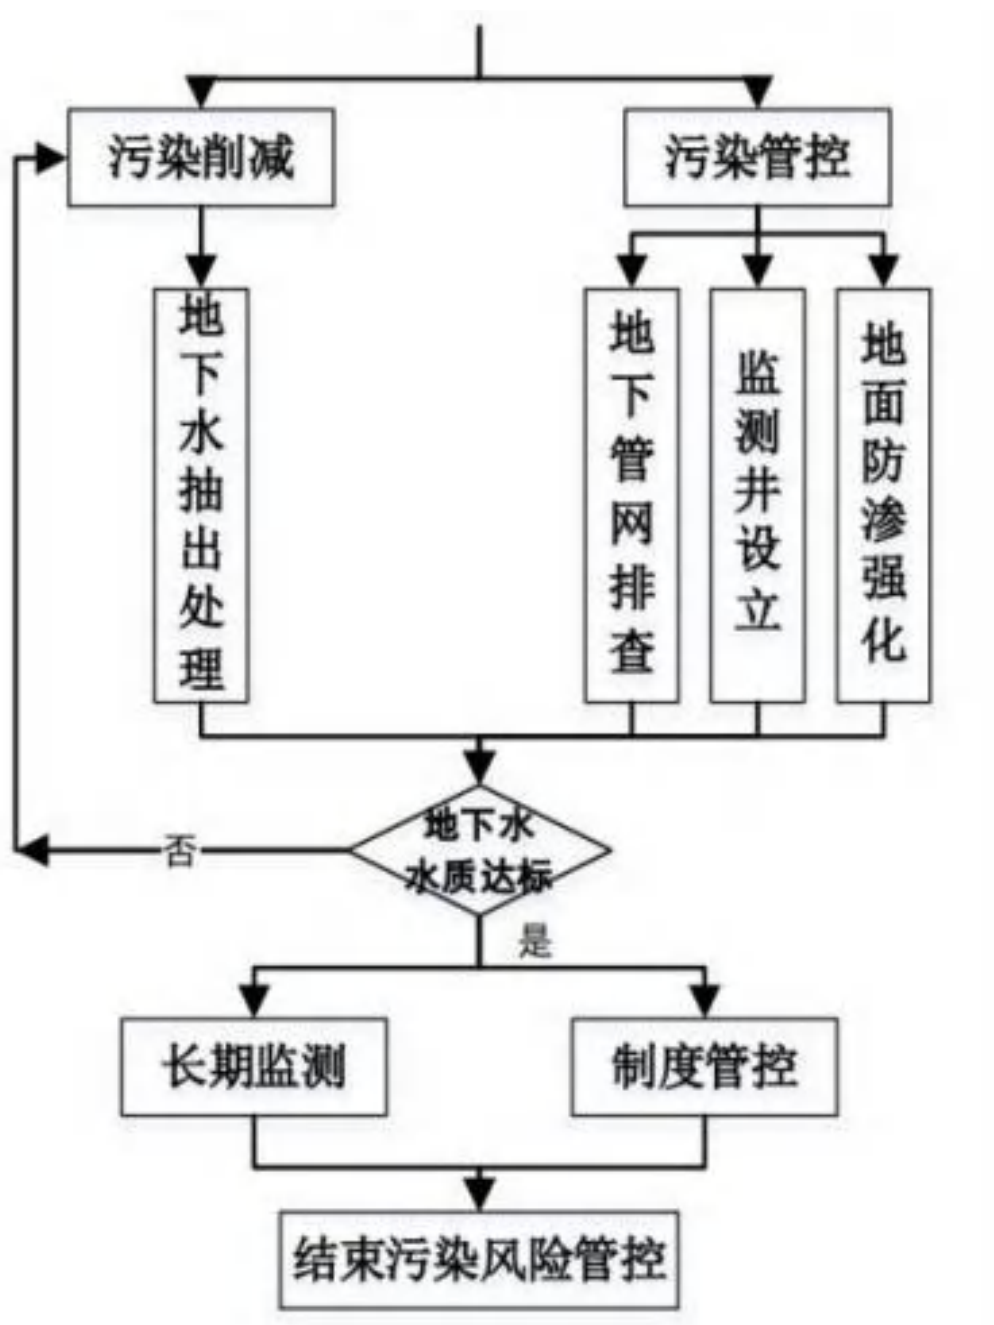 污染削减
污染管控
地下水抽出处理
地下管网排查
监测井设立
地面防渗强化
地下水
水质达标
否
是
长期监测
制度管控
结束污染风险管控